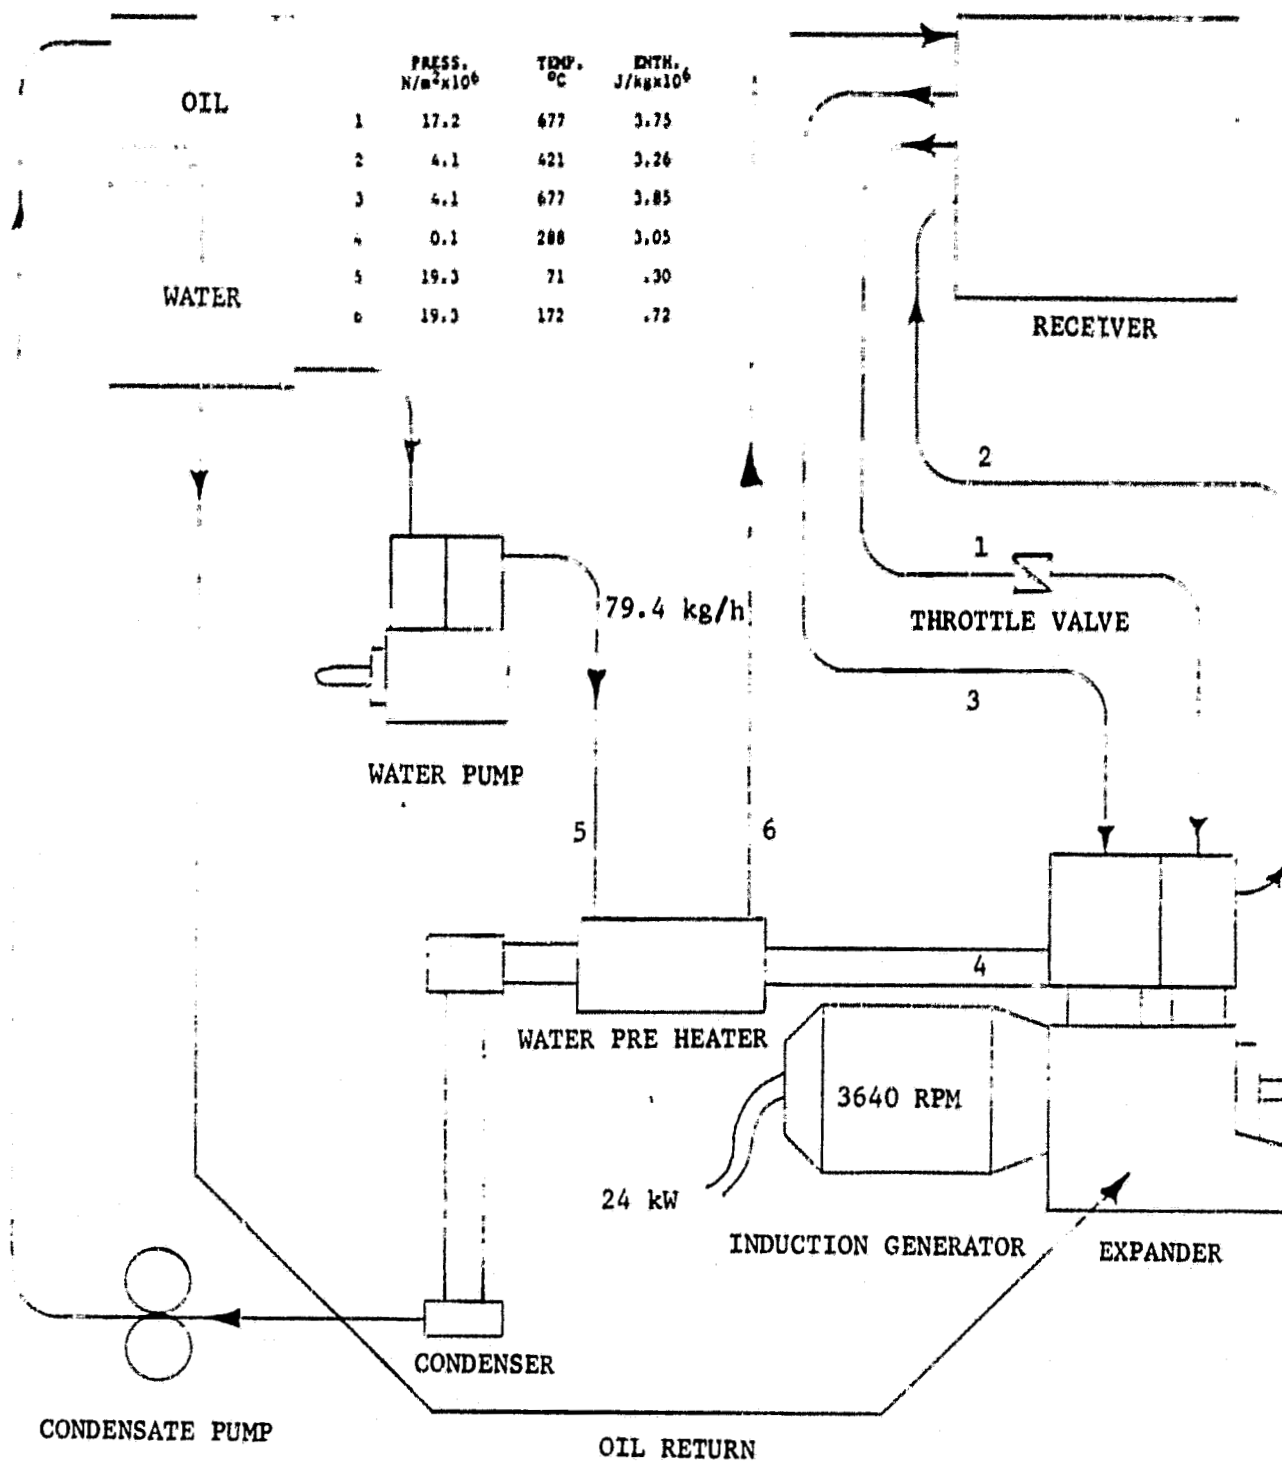 PRESS. TEMP. ENTH.
N/m²x10⁶ °C J/kgx10⁶
OIL
1 17.2 677 3.75
2 4.1 421 3.26
3 4.1 677 3.85
4 0.1 288 3.05
5 19.3 71 .30
6 19.3 172 .72
WATER
RECEIVER
2
1
79.4 kg/h
THROTTLE VALVE
3
WATER PUMP
5
6
4
WATER PRE HEATER
3640 RPM
24 kW
INDUCTION GENERATOR
EXPANDER
CONDENSER
CONDENSATE PUMP
OIL RETURN